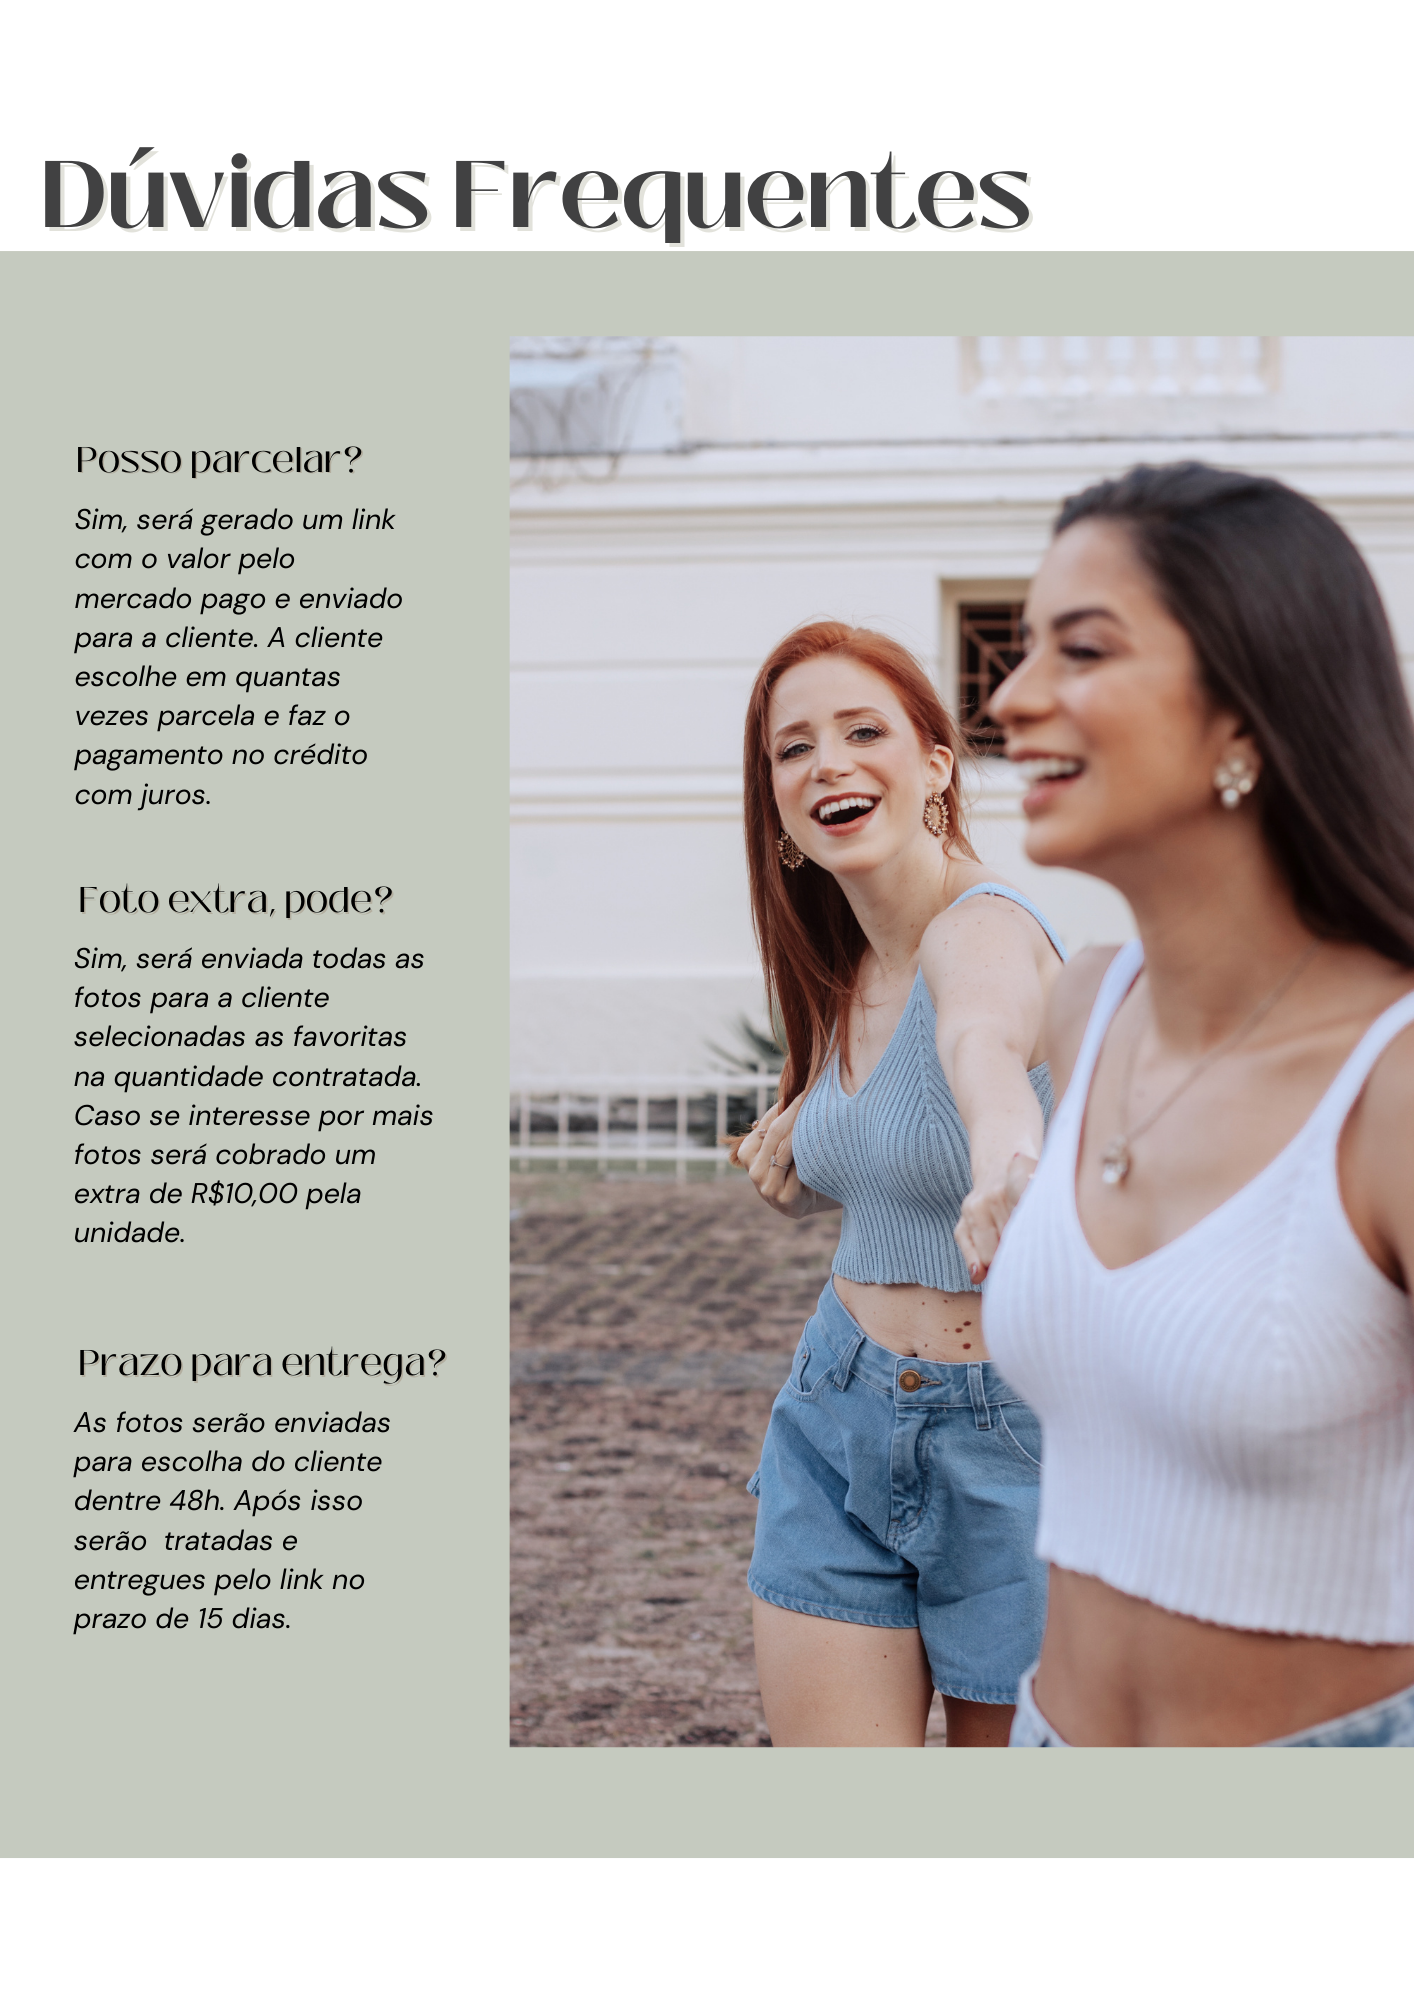 Dúvidas Frequentes
Posso parcelar?
Sim, será gerado um link
com o valor pelo
mercado pago e enviado
para a cliente. A cliente
escolhe em quantas
vezes parcela e faz o
pagamento no crédito
com juros.
Foto extra, pode?
Sim, será enviada todas as
fotos para a cliente
selecionadas as favoritas
na quantidade contratada.
Caso se interesse por mais
fotos será cobrado um
extra de R$10,00 pela
unidade.
Prazo para entrega?
As fotos serão enviadas
para escolha do cliente
dentre 48h. Após isso
serão  tratadas e
entregues pelo link no
prazo de 15 dias.